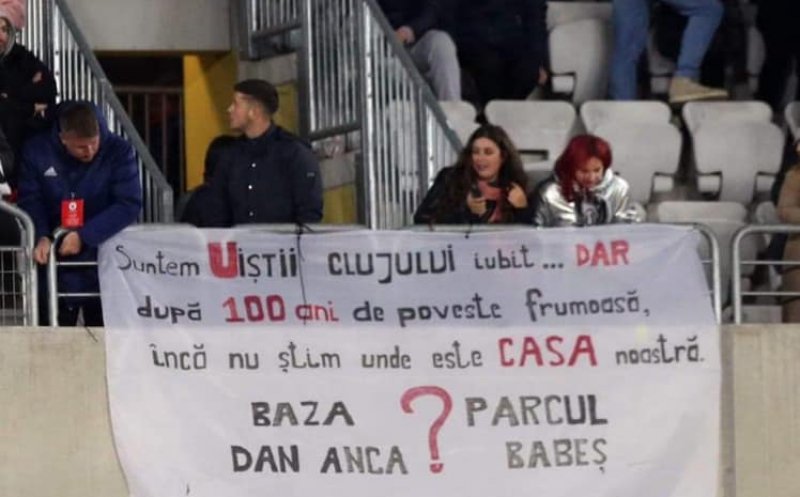 Suntem Uiștii clujului iubit... DAR
după 100 ani de poveste frumoasă,
încă nu știm unde este CASA noastră.
BAZA ? PARCUL
DAN ANCA BABEȘ